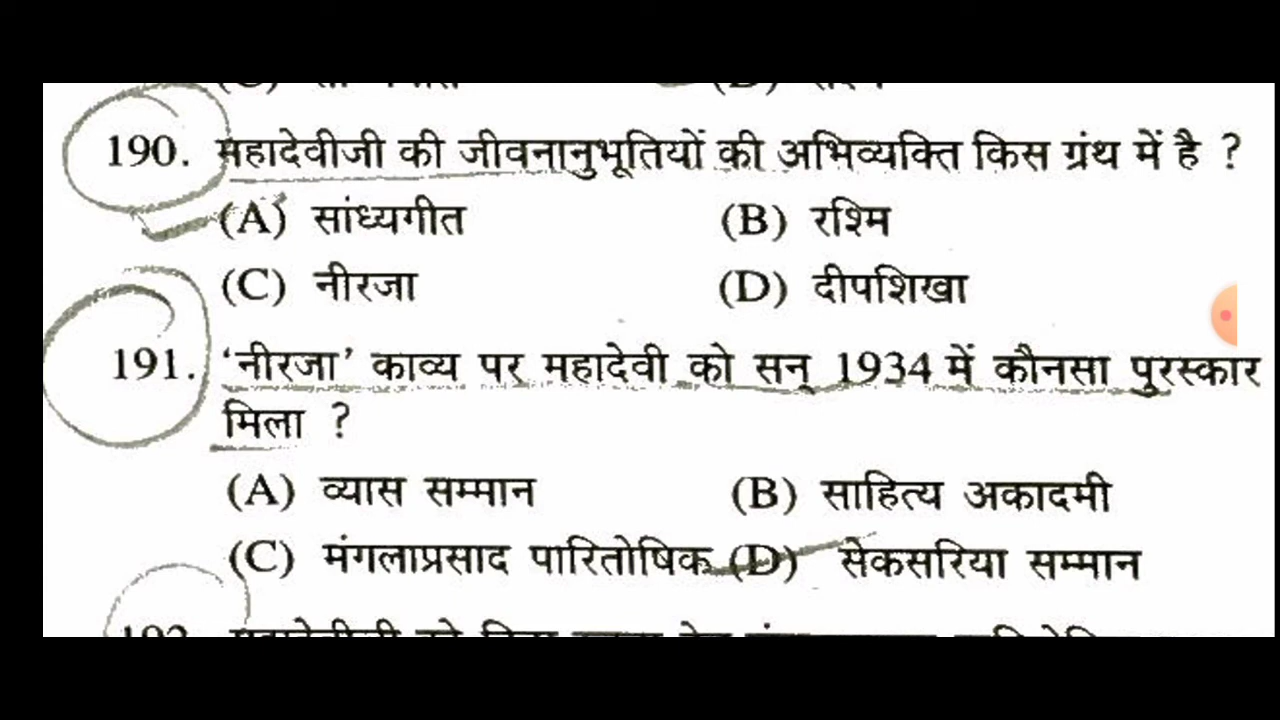 190. महादेवीजी की जीवनानुभूतियों की अभिव्यक्ति किस ग्रंथ में है ?
(A) सांध्यगीत (B) रश्मि
(C) नीरजा (D) दीपशिखा
191. ‘नीरजा’ काव्य पर महादेवी को सन् 1934 में कौनसा पुरस्कार
मिला ?
(A) व्यास सम्मान (B) साहित्य अकादमी
(C) मंगलाप्रसाद पारितोषिक (D) सेकसरिया सम्मान